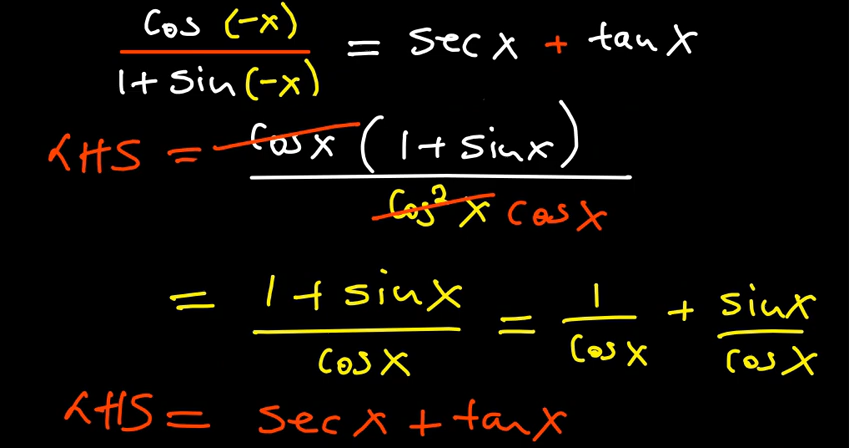 cos (-x) / 1 + sin (-x) = sec x + tan x
LHS = cos x (1 + sin x) / cos² x cos x
= 1 + sin x / cos x = 1 / cos x + sin x / cos x
LHS = sec x + tan x